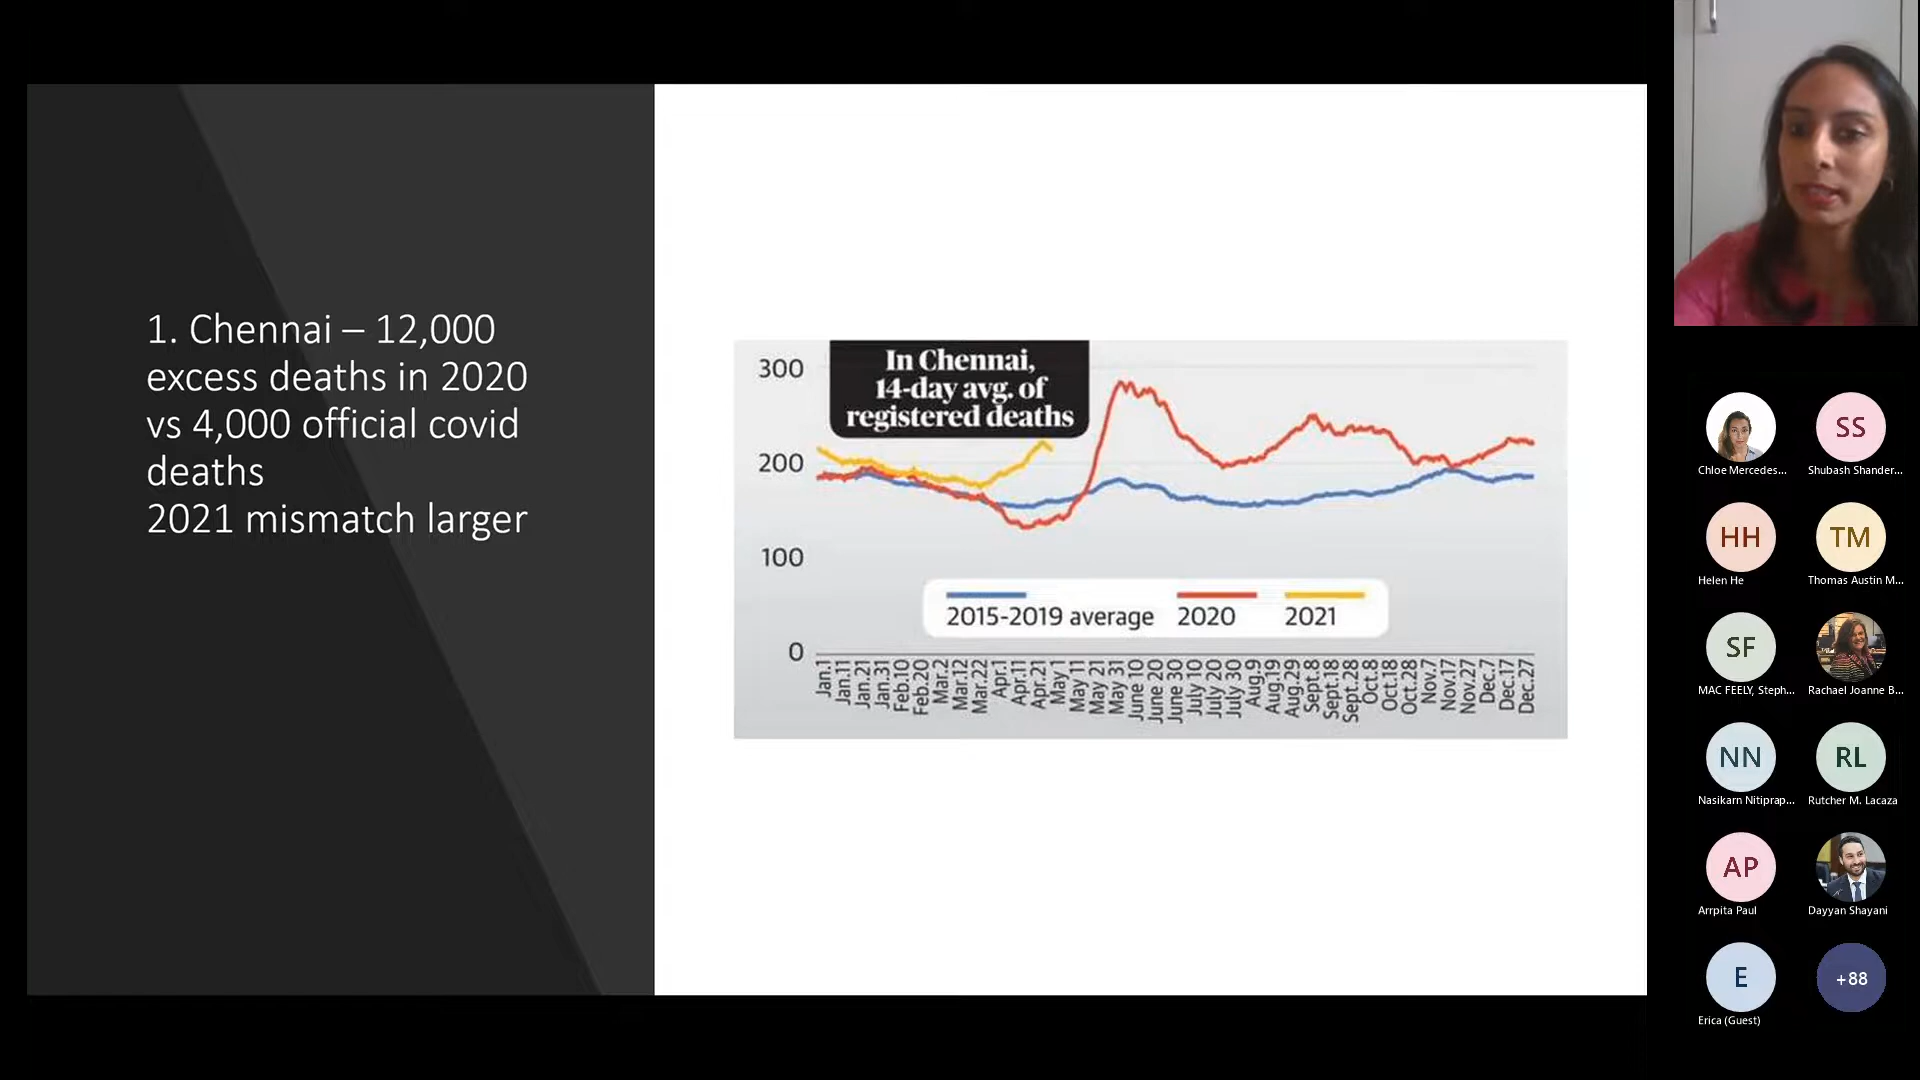 1. Chennai – 12,000
excess deaths in 2020
vs 4,000 official covid
deaths
2021 mismatch larger
In Chennai,
14-day avg. of
registered deaths
300
200
100
0
2015-2019 average
2020
2021
Jan.1
Jan.11
Jan.21
Jan.31
Feb.10
Feb.20
Mar.2
Mar.12
Mar.22
Apr.1
Apr.11
Apr.21
May 1
May 11
May 21
May 31
June 10
June 20
June 30
July 10
July 20
July 30
Aug.9
Aug.19
Aug.29
Sept.8
Sept.18
Sept.28
Oct.8
Oct.18
Oct.28
Nov.7
Nov.17
Nov.27
Dec.7
Dec.17
Dec.27
Chloe Mercedes...
SS
Shubash Shander...
HH
Helen He
TM
Thomas Austin M...
SF
MAC FEELY, Steph...
Rachael Joanne B...
NN
Nasikarn Nitiprap...
RL
Rutcher M. Lacaza
AP
Arrpita Paul
Dayyan Shayani
E
Erica (Guest)
+88